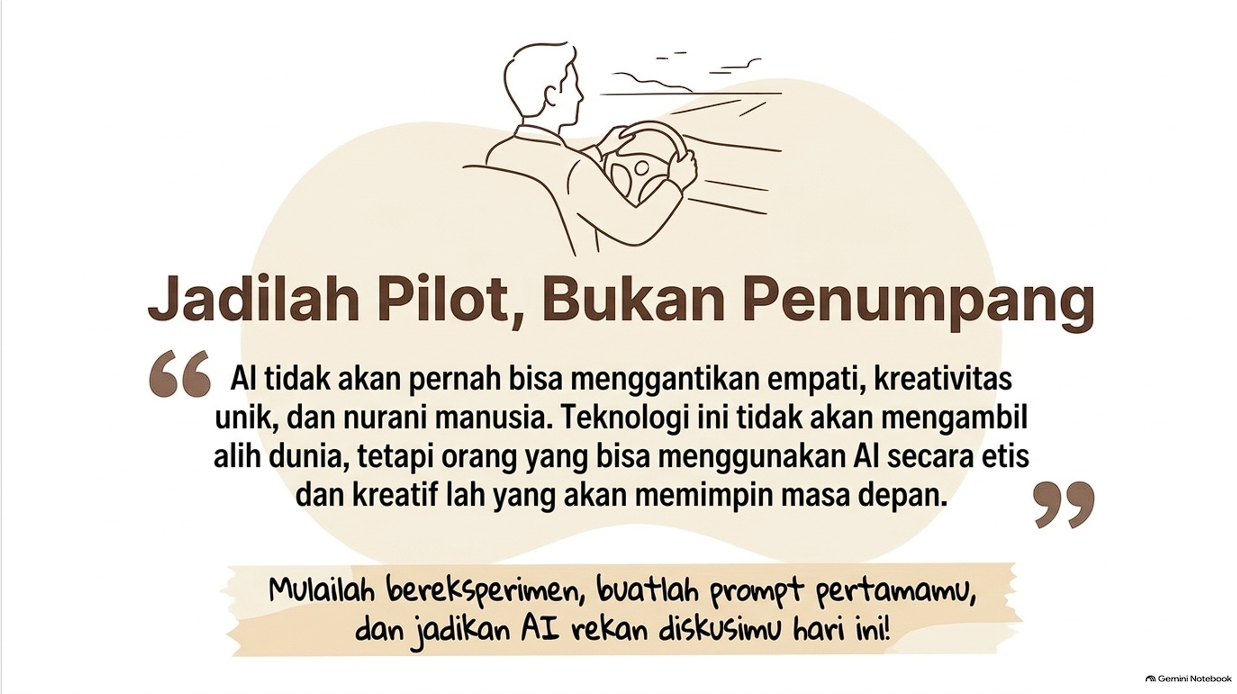 Jadilah Pilot, Bukan Penumpang
“ AI tidak akan pernah bisa menggantikan empati, kreativitas
unik, dan nurani manusia. Teknologi ini tidak akan mengambil
alih dunia, tetapi orang yang bisa menggunakan AI secara etis
dan kreatif lah yang akan memimpin masa depan. ”
Mulailah bereksperimen, buatlah prompt pertamamu,
dan jadikan AI rekan diskusimu hari ini!
Gemini Notebook